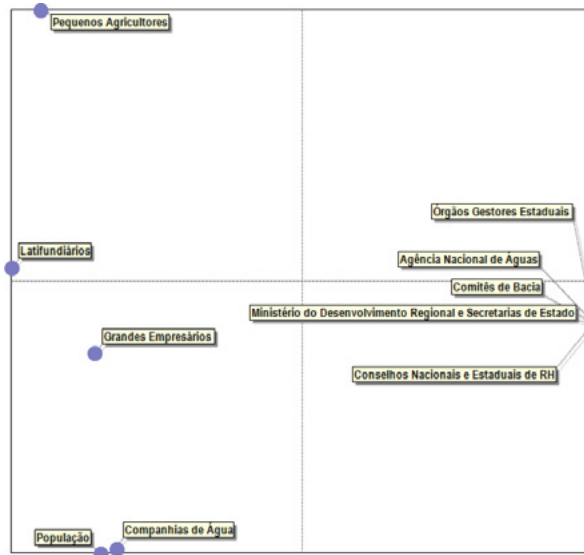 Pequenos Agricultores
Órgãos Gestores Estaduais
Latifundiários
Agência Nacional de Águas
Comitês de Bacia
Ministério do Desenvolvimento Regional e Secretarias de Estado
Grandes Empresários
Conselhos Nacionais e Estaduais de RH
Companhias de Água
População